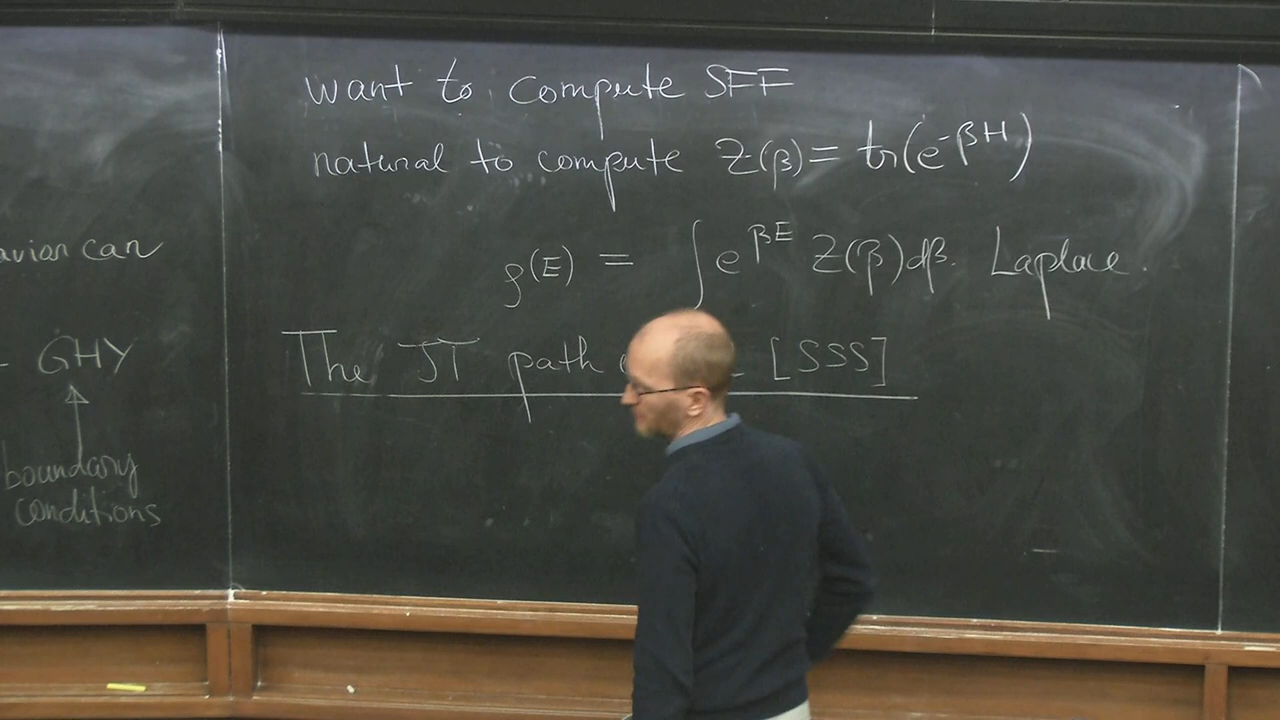 want to compute SFF
natural to compute Z(β) = tr(e^{-βH})
ρ(E) = ∫ e^{βE} Z(β)dβ. Laplace.
The JT path [SSS]
can
- GHY
↑
boundary
conditions